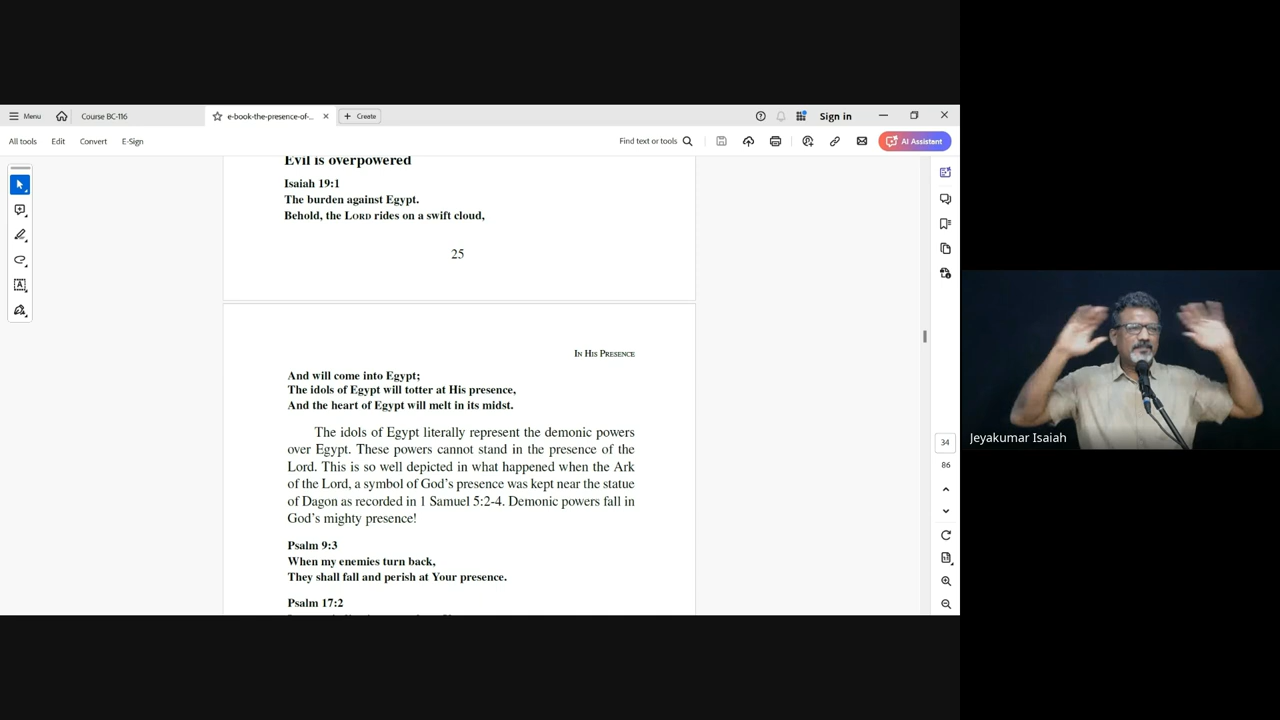 Menu
Course BC-116
e-book-the-presence-of-...
Create
Sign in
All tools
Edit
Convert
E-Sign
Find text or tools
AI Assistant
Evil is overpowered
Isaiah 19:1
The burden against Egypt.
Behold, the LORD rides on a swift cloud,
25
IN HIS PRESENCE
And will come into Egypt;
The idols of Egypt will totter at His presence,
And the heart of Egypt will melt in its midst.
The idols of Egypt literally represent the demonic powers
over Egypt. These powers cannot stand in the presence of the
Lord. This is so well depicted in what happened when the Ark
of the Lord, a symbol of God’s presence was kept near the statue
of Dagon as recorded in 1 Samuel 5:2-4. Demonic powers fall in
God’s mighty presence!
Psalm 9:3
When my enemies turn back,
They shall fall and perish at Your presence.
Psalm 17:2
34
86
Jeyakumar Isaiah